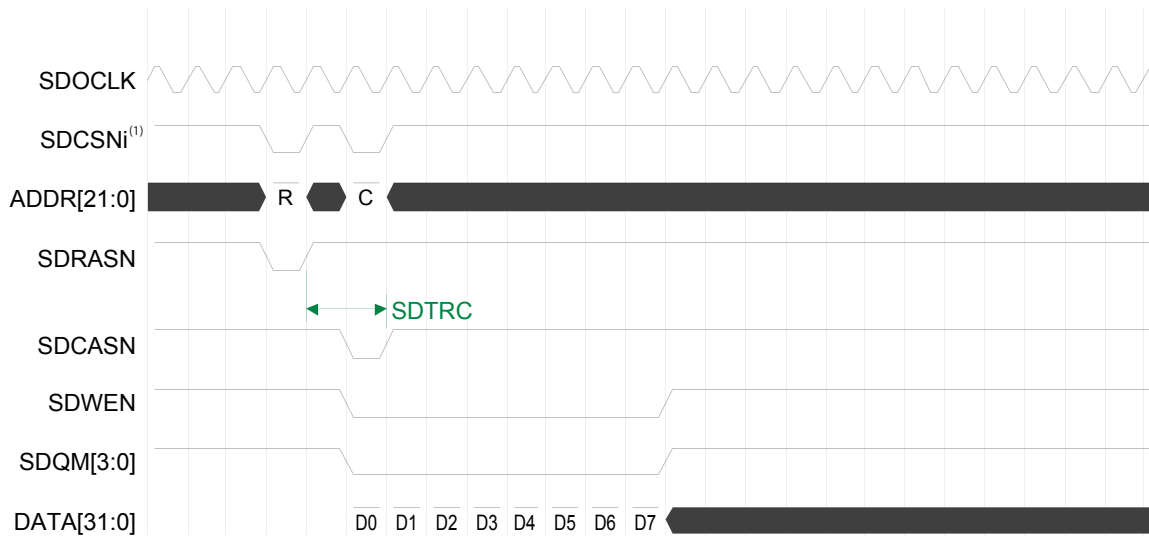 SDOCLK
SDCSNi(1)
ADDR[21:0] R C
SDRASN
SDTRC
SDCASN
SDWEN
SDQM[3:0]
DATA[31:0] D0 D1 D2 D3 D4 D5 D6 D7